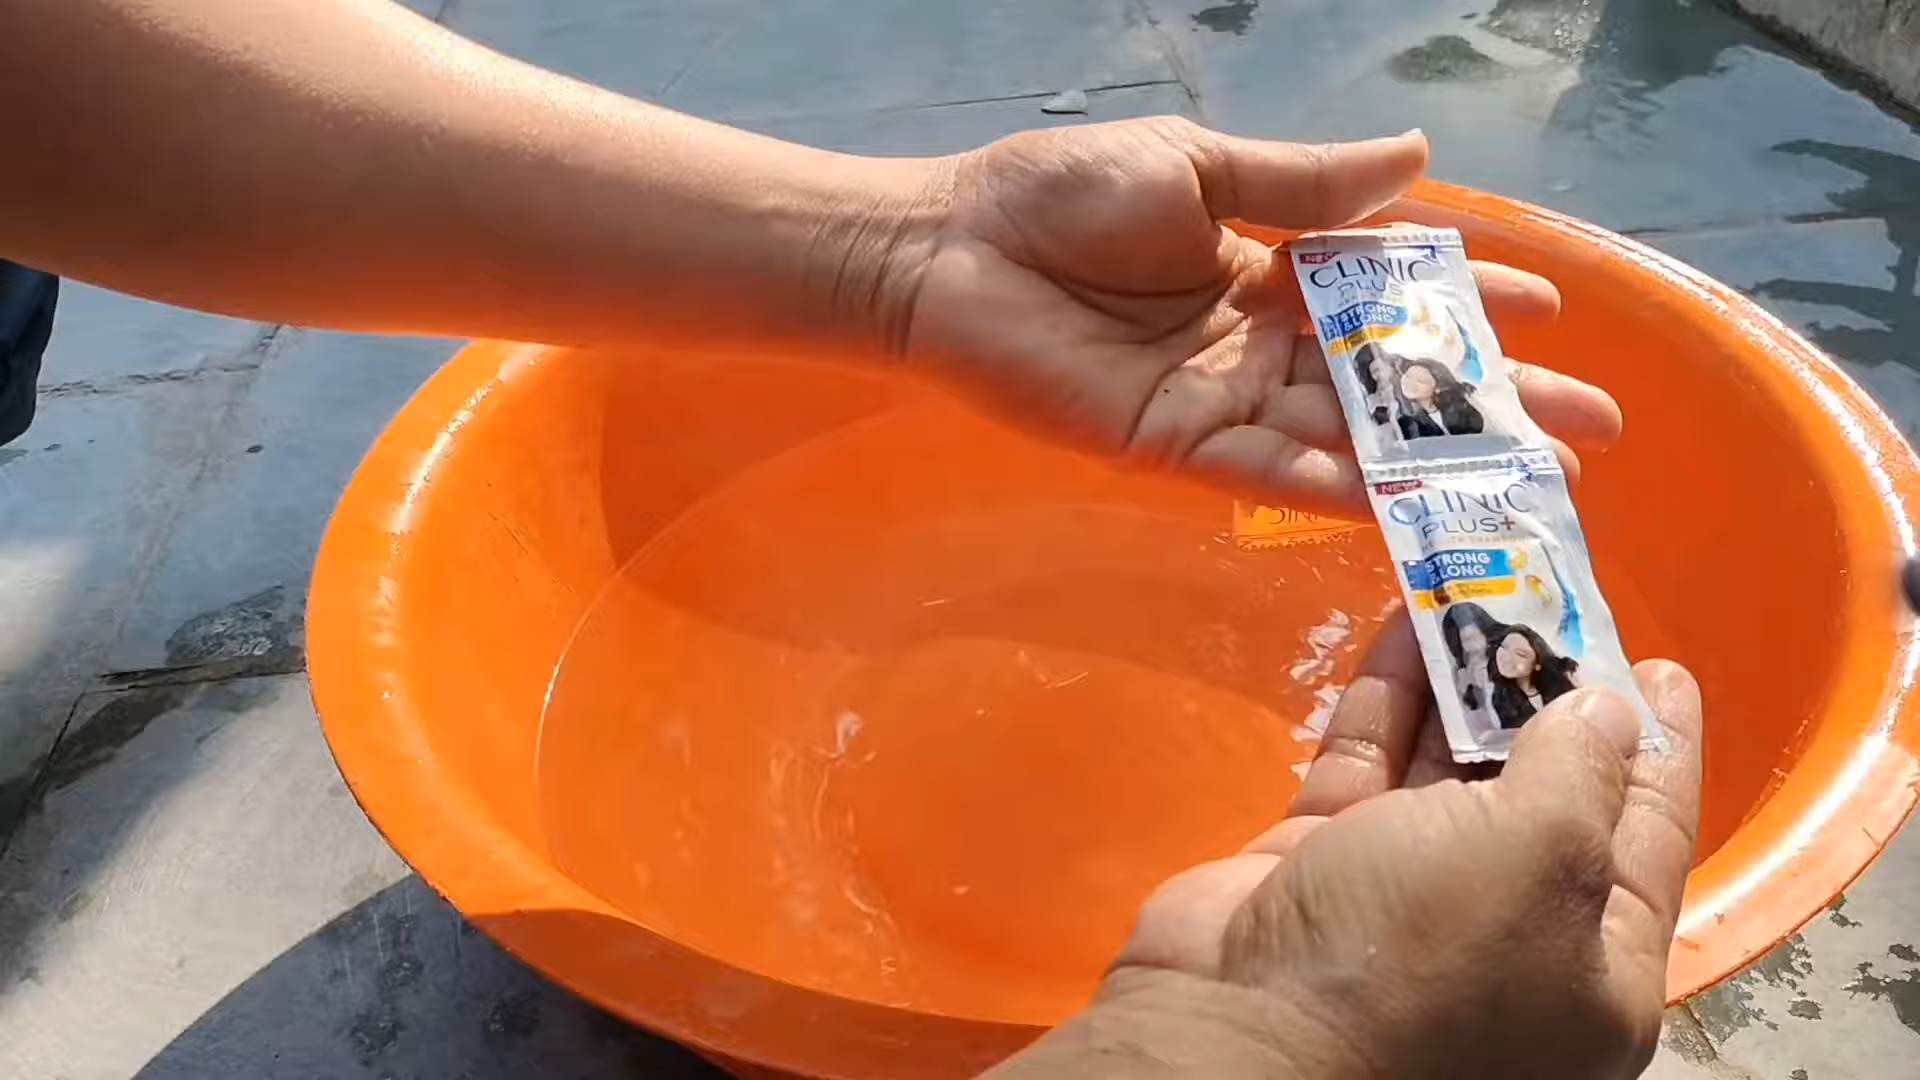 NEW
CLINIC
PLUS
STRONG
& LONG
NEW
CLINIC
PLUS+
STRONG
& LONG